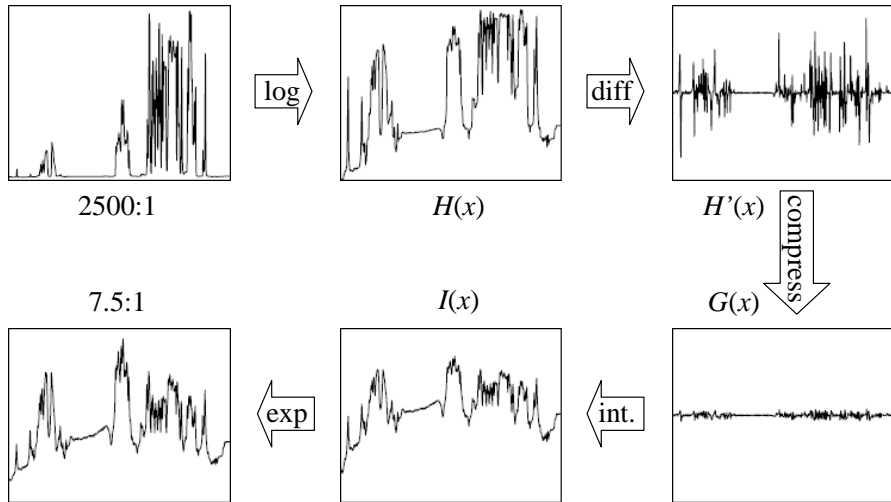 log
diff
2500:1
H(x)
H’(x)
compress
7.5:1
I(x)
G(x)
exp
int.